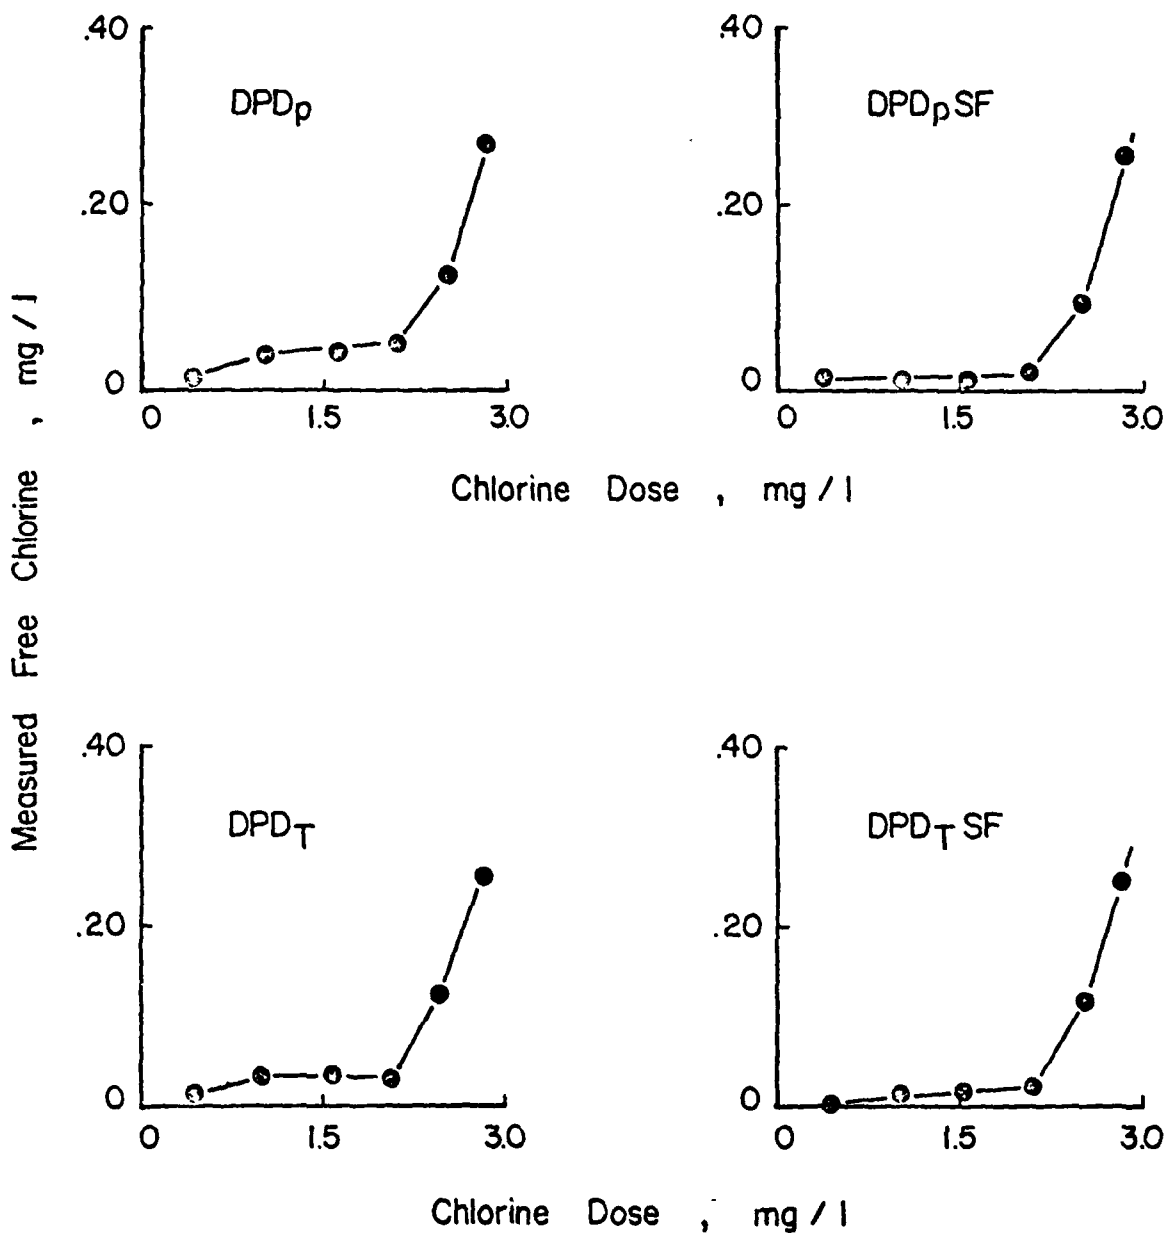 Measured Free Chlorine , mg / l
.40
DPDp
.20
0
0 1.5 3.0
.40
DPDp SF
.20
0
0 1.5 3.0
Chlorine Dose , mg / l
.40
DPDT
.20
0
0 1.5 3.0
.40
DPDT SF
.20
0
0 1.5 3.0
Chlorine Dose , mg / l